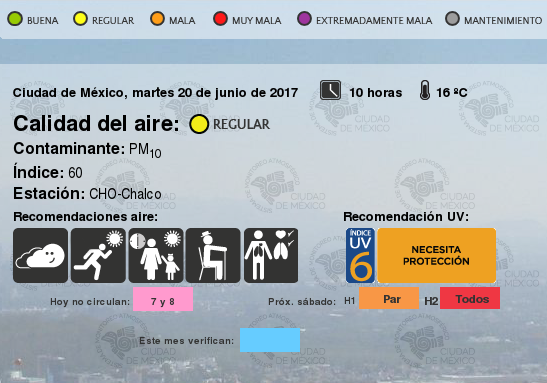 BUENA REGULAR MALA MUY MALA EXTREMADAMENTE MALA MANTENIMIENTO
Ciudad de México, martes 20 de junio de 2017 10 horas 16 ºC
Calidad del aire: REGULAR
Contaminante: PM10
Índice: 60
Estación: CHO-Chalco
Recomendaciones aire: Recomendación UV:
ÍNDICE
UV
6
NECESITA
PROTECCIÓN
Hoy no circulan: 7 y 8 Próx. sábado: H1 Par H2 Todos
Este mes verifican: